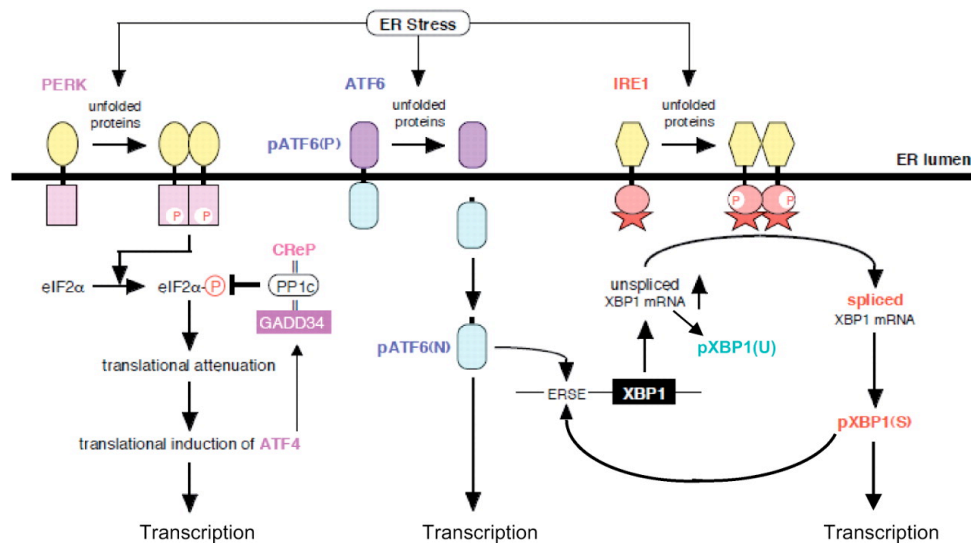 ER Stress
PERK
unfolded
proteins
ATF6
unfolded
proteins
pATF6(P)
IRE1
unfolded
proteins
ER lumen
P
P
P
P
CReP
eIF2α
eIF2α-P
PP1c
GADD34
translational attenuation
translational induction of ATF4
Transcription
pATF6(N)
Transcription
unspliced
XBP1 mRNA
pXBP1(U)
ERSE
XBP1
spliced
XBP1 mRNA
pXBP1(S)
Transcription